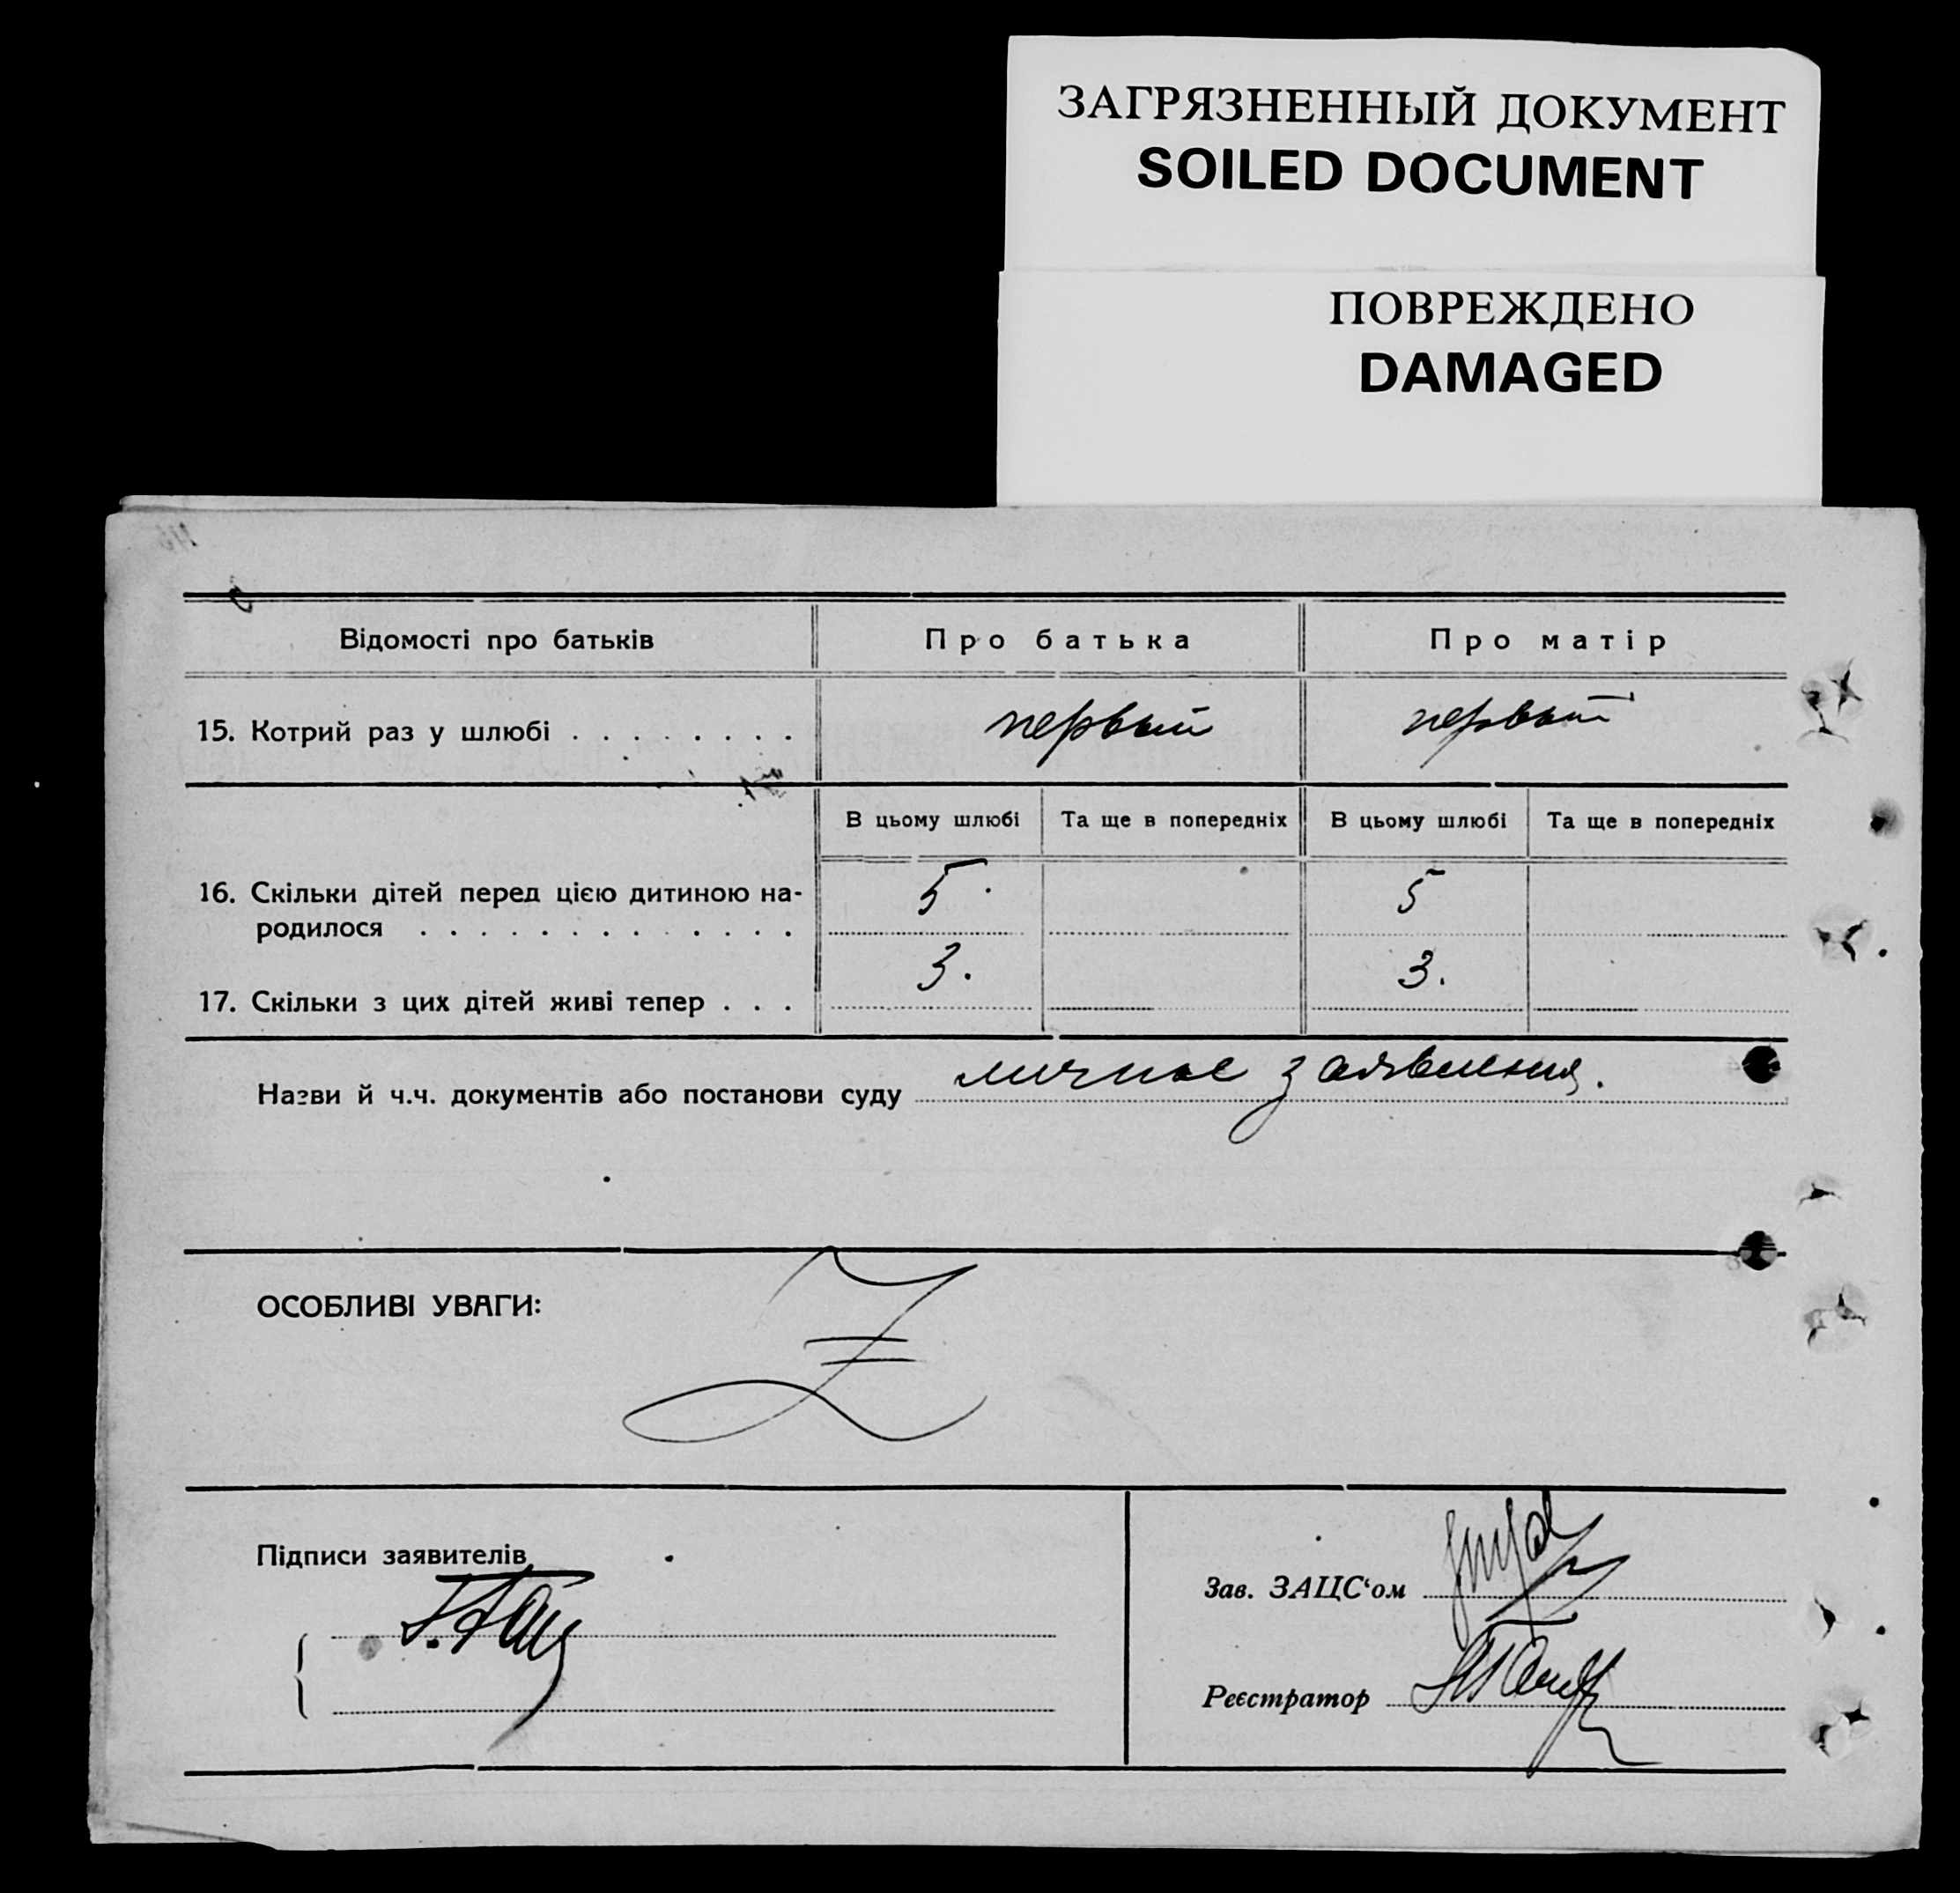 ЗАГРЯЗНЕННЫЙ ДОКУМЕНТ
SOILED DOCUMENT
ПОВРЕЖДЕНО
DAMAGED
Відомості про батьків Про батька Про матір
15. Котрий раз у шлюбі . . . . . . . . первый первый
В цьому шлюбі Та ще в попередніх В цьому шлюбі Та ще в попередніх
16. Скільки дітей перед цією дитиною на- 5. 5
родилося . . . . . . . . . . . . .
17. Скільки з цих дітей живі тепер . . . 3. 3.
Назви й ч.ч. документів або постанови суду личное заявления.
ОСОБЛИВІ УВАГИ:
Z
Підписи заявителів
Зав. ЗАЦС‘ом
Реєстратор